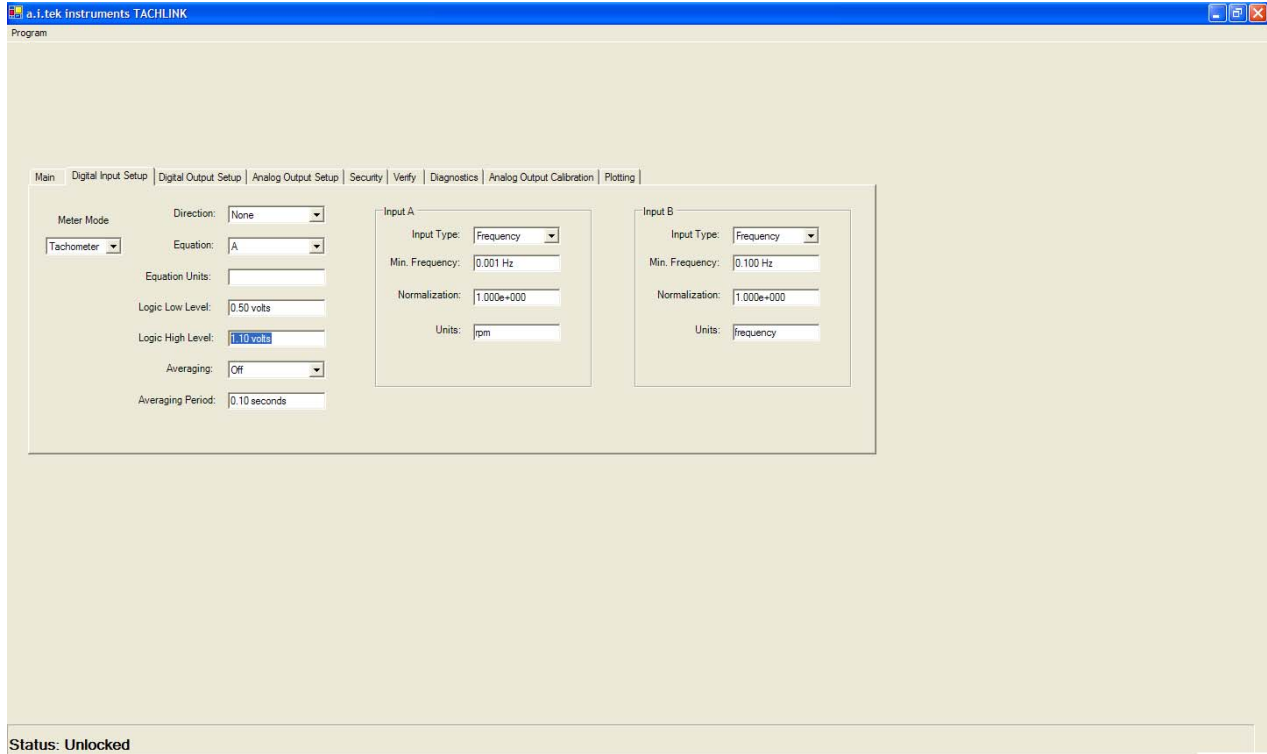 a.i.tek instruments TACHLINK
Program
Main Digital Input Setup Digital Output Setup Analog Output Setup Security Verify Diagnostics Analog Output Calibration Plotting
Meter Mode
Tachometer
Direction: None
Equation: A
Equation Units:
Logic Low Level: 0.50 volts
Logic High Level: 1.10 volts
Averaging: Off
Averaging Period: 0.10 seconds
Input A
Input Type: Frequency
Min. Frequency: 0.001 Hz
Normalization: 1.000e+000
Units: rpm
Input B
Input Type: Frequency
Min. Frequency: 0.100 Hz
Normalization: 1.000e+000
Units: frequency
Status: Unlocked